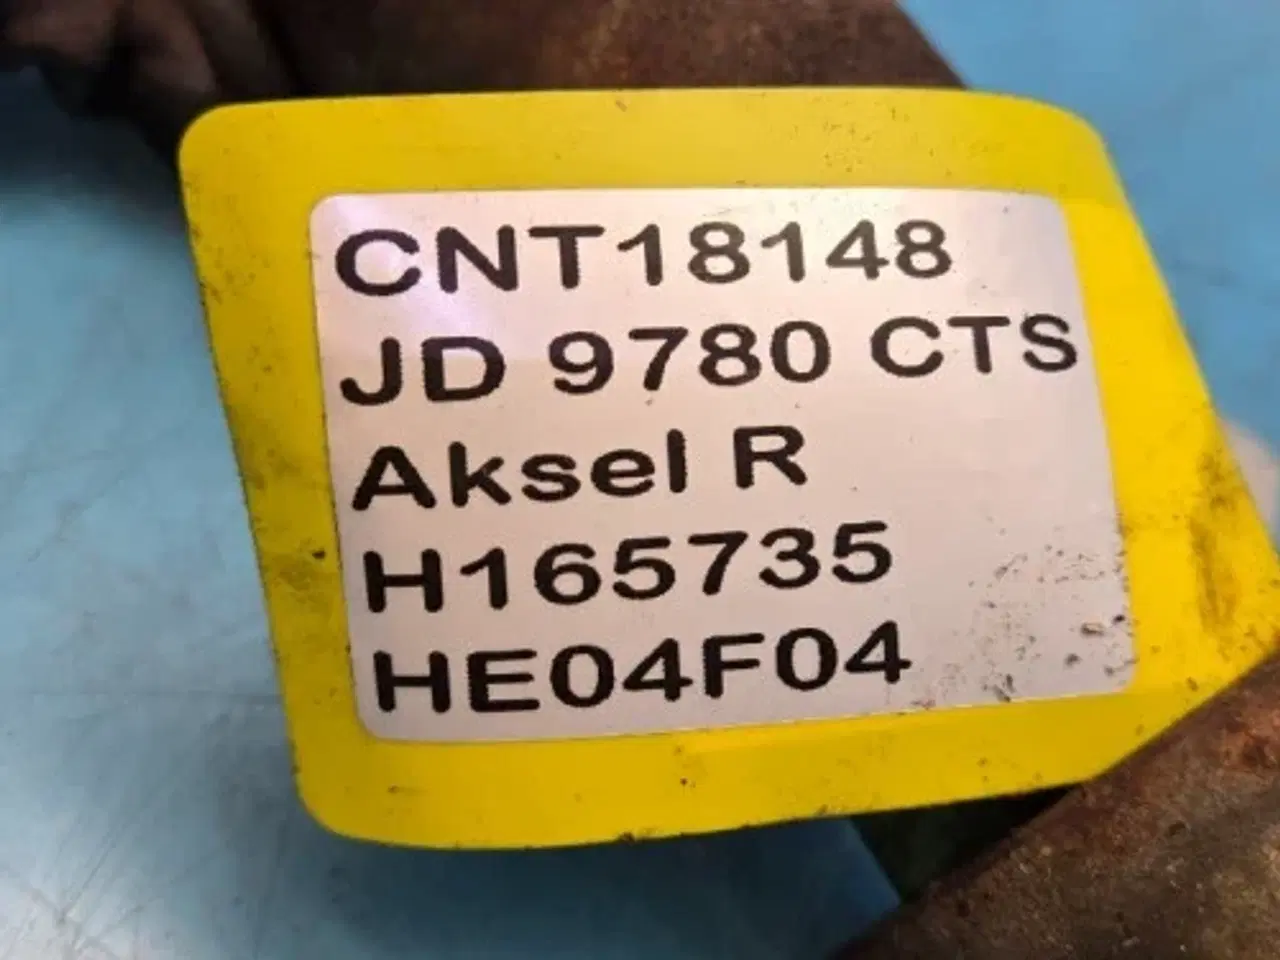 CNT18148
JD 9780 CTS
Aksel R
H165735
HE04F04